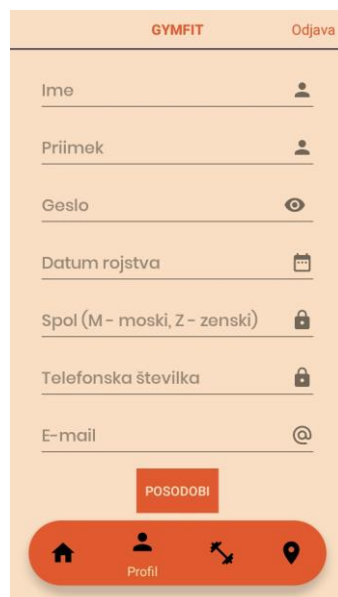 GYMFIT Odjava
Ime
Priimek
Geslo
Datum rojstva
Spol (M - moski, Z - zenski)
Telefonska številka
E-mail
POSODOBI
Profil